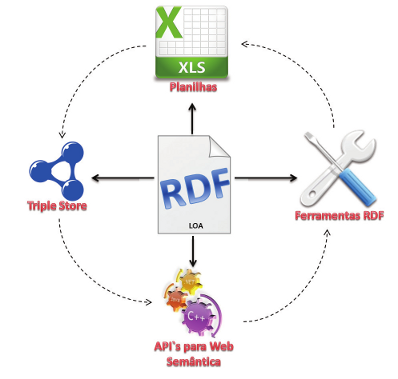 X
XLS
Planilhas
RDF
LOA
Triple Store
Ferramentas RDF
C++
API`s para Web
Semântica